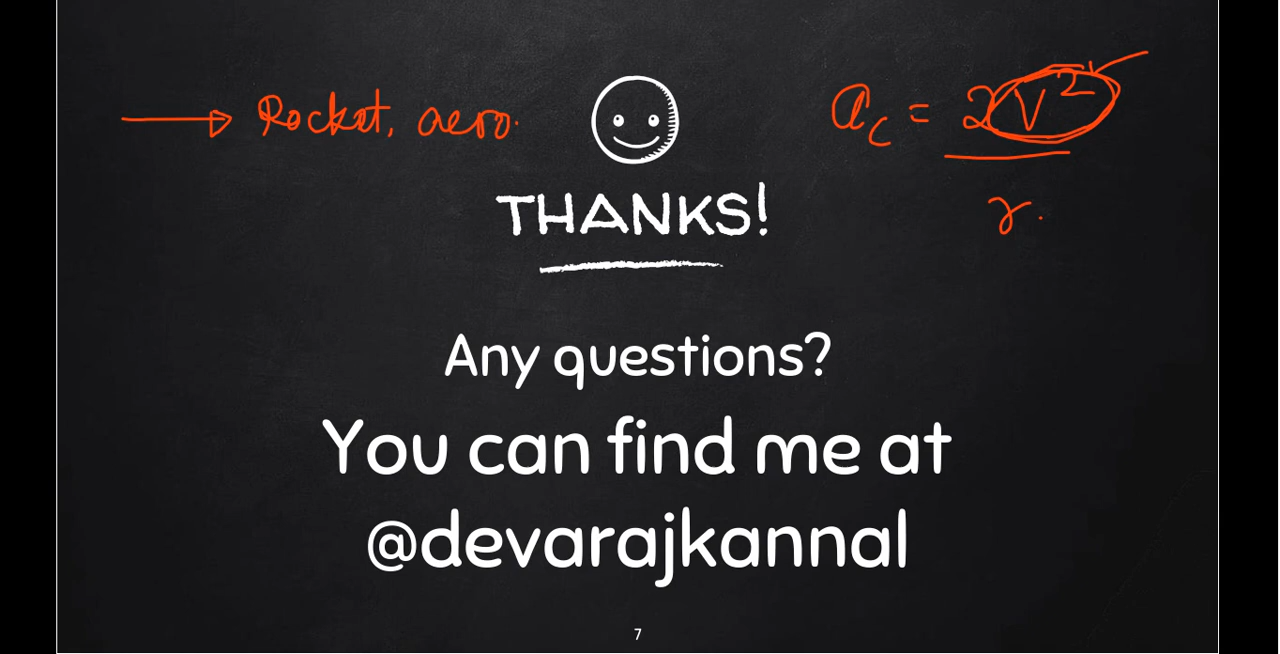 → Rocket, aero.
a_c = 2v²
r.
THANKS!
Any questions?
You can find me at
@devarajkannal
7